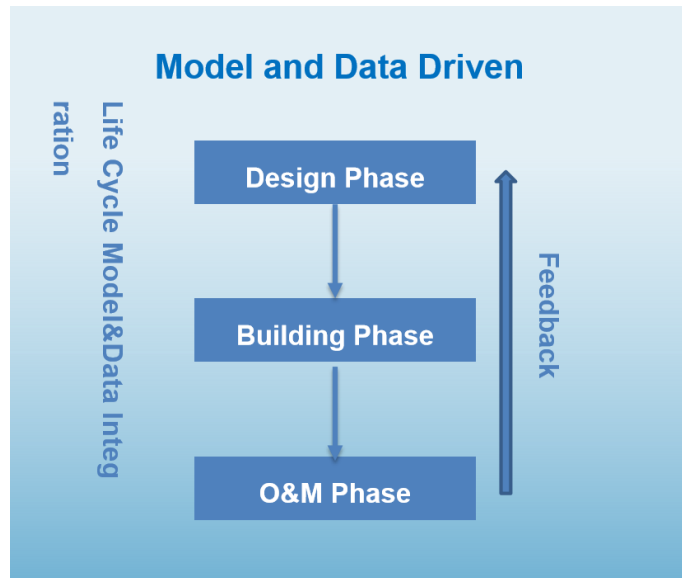 Model and Data Driven
Life Cycle Model&Data Integ
ration
Design Phase
Building Phase
O&M Phase
Feedback